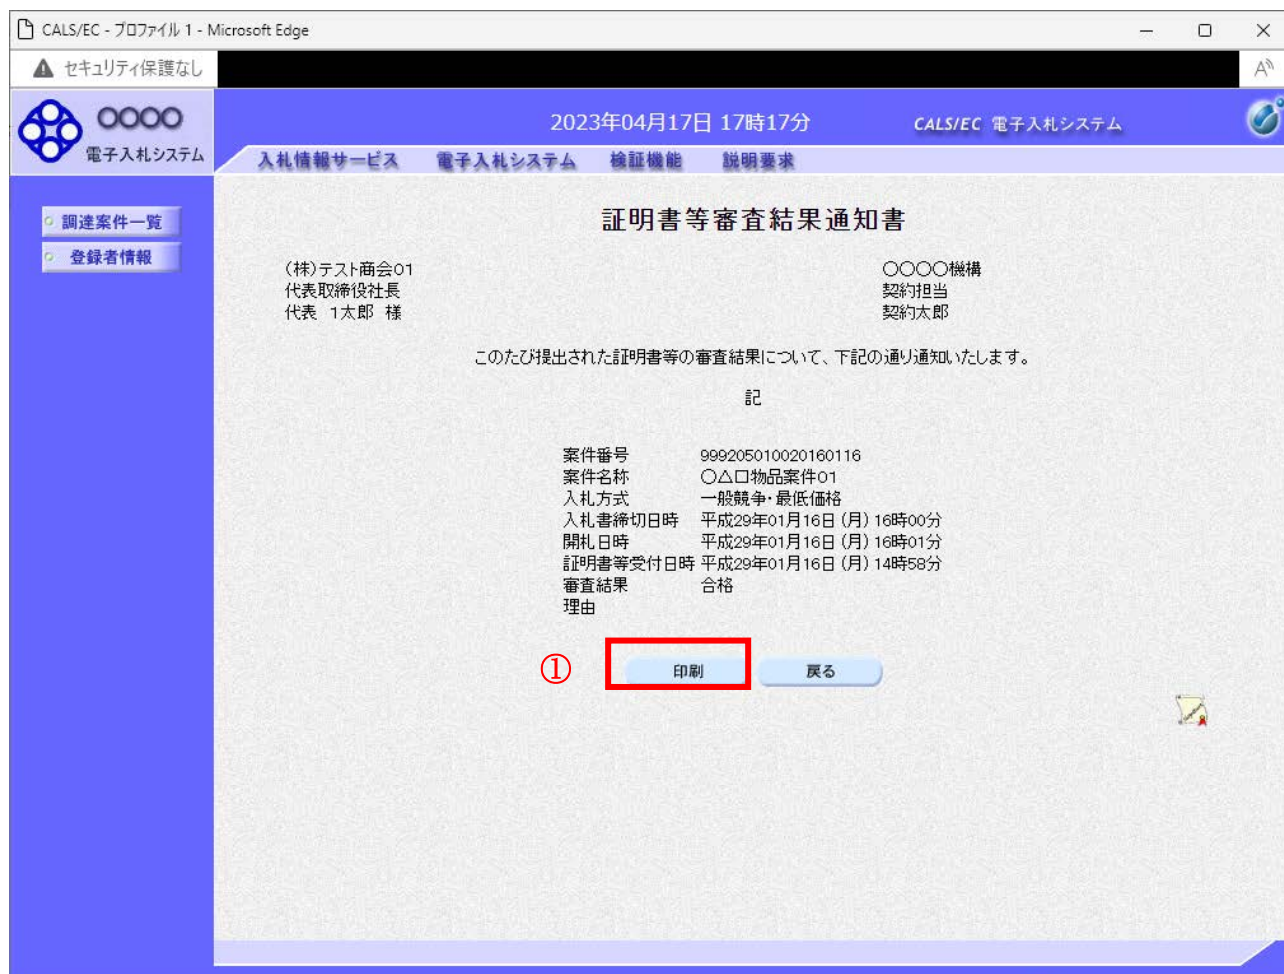 CALS/EC - プロファイル 1 - Microsoft Edge
セキュリティ保護なし
A
〇〇〇〇
電子入札システム
2023年04月17日 17時17分
CALS/EC 電子入札システム
入札情報サービス 電子入札システム 検証機能 説明要求
調達案件一覧
登録者情報
証明書等審査結果通知書
(株)テスト商会01
代表取締役社長
代表 1太郎 様
〇〇〇〇機構
契約担当
契約太郎
このたび提出された証明書等の審査結果について、下記の通り通知いたします。
記
案件番号 999205010020160116
案件名称 〇△口物品案件01
入札方式 一般競争・最低価格
入札書締切日時 平成29年01月16日 (月) 16時00分
開札日時 平成29年01月16日 (月) 16時01分
証明書等受付日時 平成29年01月16日 (月) 14時58分
審査結果 合格
理由
① 印刷 戻る